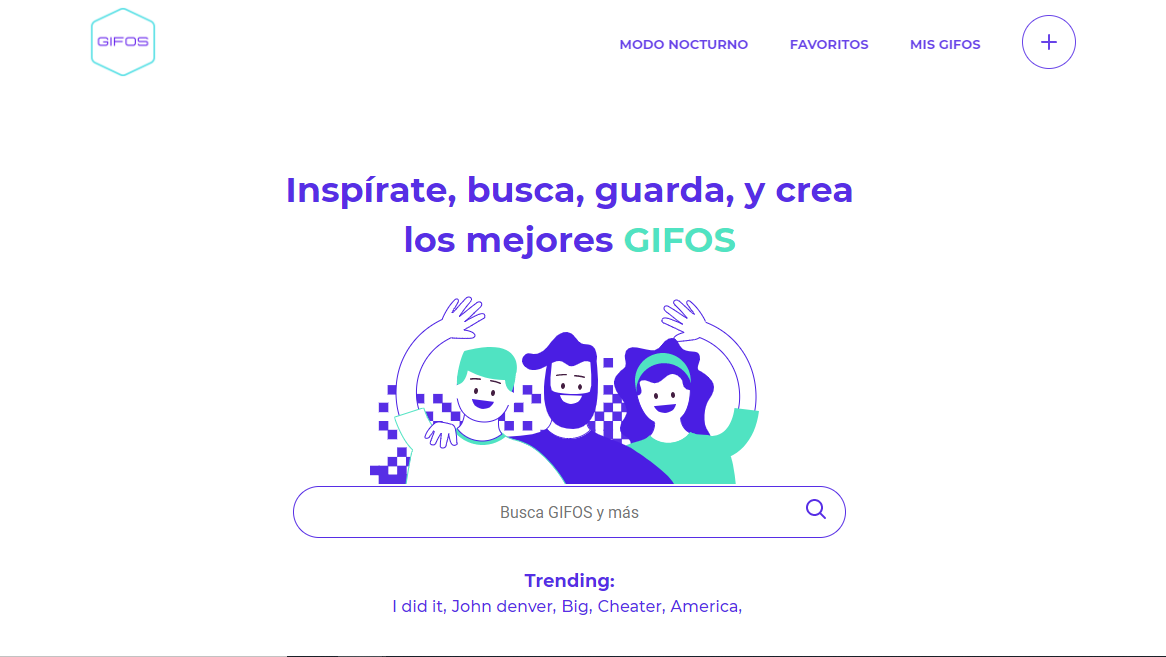 GIFOS
MODO NOCTURNO FAVORITOS MIS GIFOS
Inspírate, busca, guarda, y crea
los mejores GIFOS
Busca GIFOS y más
Trending:
I did it, John denver, Big, Cheater, America,